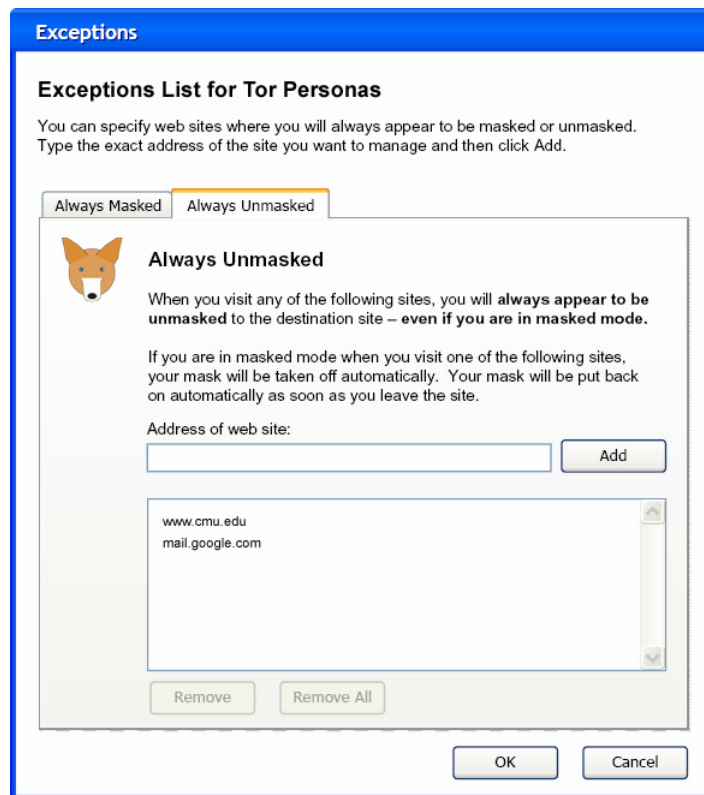 Exceptions
Exceptions List for Tor Personas
You can specify web sites where you will always appear to be masked or unmasked.
Type the exact address of the site you want to manage and then click Add.
Always Masked Always Unmasked
Always Unmasked
When you visit any of the following sites, you will always appear to be
unmasked to the destination site – even if you are in masked mode.
If you are in masked mode when you visit one of the following sites,
your mask will be taken off automatically.  Your mask will be put back
on automatically as soon as you leave the site.
Address of web site:
Add
www.cmu.edu
mail.google.com
Remove Remove All
OK Cancel